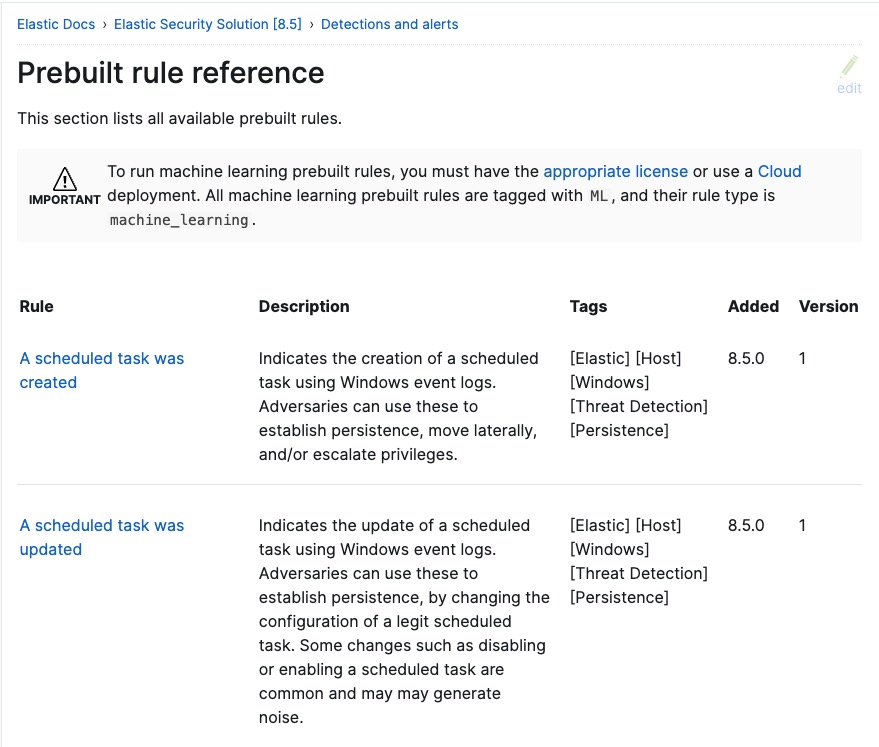 Elastic Docs › Elastic Security Solution [8.5] › Detections and alerts
Prebuilt rule reference
edit
This section lists all available prebuilt rules.
IMPORTANT
To run machine learning prebuilt rules, you must have the appropriate license or use a Cloud
deployment. All machine learning prebuilt rules are tagged with ML, and their rule type is
machine_learning.
Rule Description Tags Added Version
A scheduled task was
created
Indicates the creation of a scheduled
task using Windows event logs.
Adversaries can use these to
establish persistence, move laterally,
and/or escalate privileges.
[Elastic] [Host]
[Windows]
[Threat Detection]
[Persistence]
8.5.0
1
A scheduled task was
updated
Indicates the update of a scheduled
task using Windows event logs.
Adversaries can use these to
establish persistence, by changing the
configuration of a legit scheduled
task. Some changes such as disabling
or enabling a scheduled task are
common and may may generate
noise.
[Elastic] [Host]
[Windows]
[Threat Detection]
[Persistence]
8.5.0
1